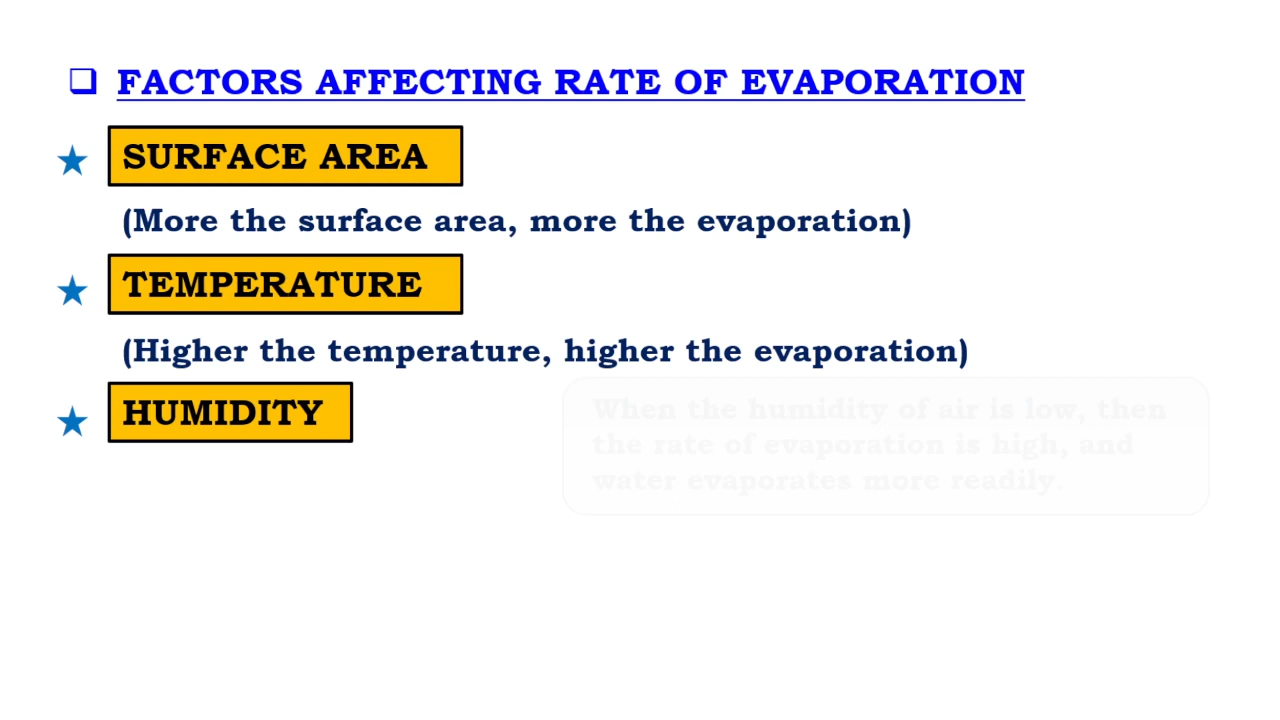 FACTORS AFFECTING RATE OF EVAPORATION
SURFACE AREA
(More the surface area, more the evaporation)
TEMPERATURE
(Higher the temperature, higher the evaporation)
HUMIDITY
When the humidity of air is low, then
the rate of evaporation is high, and
water evaporates more readily.